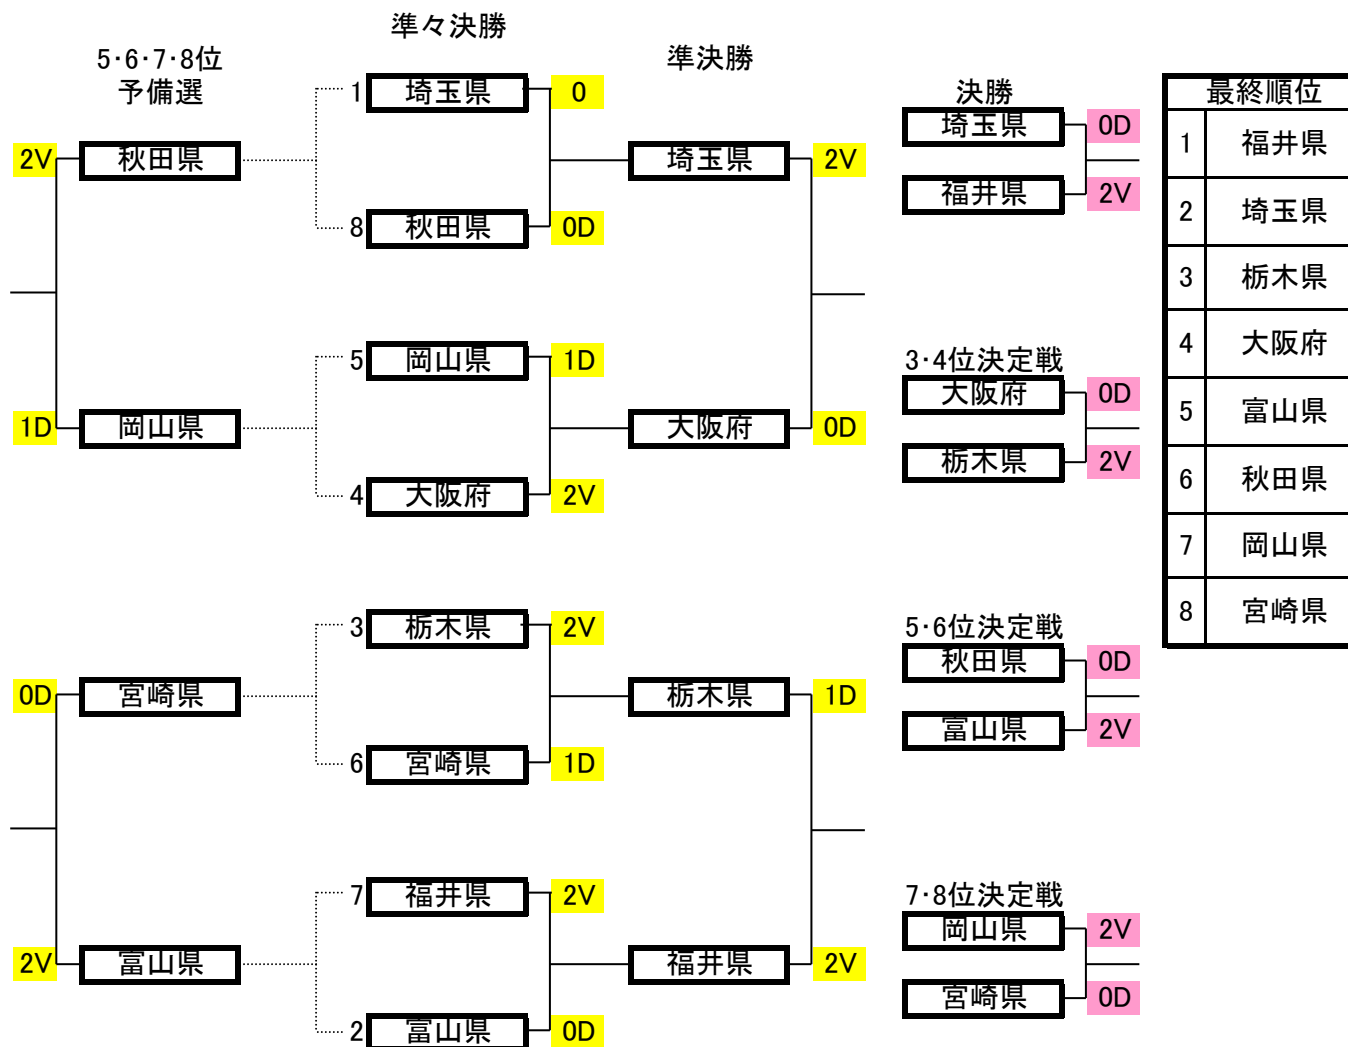 準々決勝
5・6・7・8位
予備選
準決勝
決勝
最終順位
1 埼玉県 0
埼玉県 0D
1 福井県
2V 秋田県
埼玉県 2V
福井県 2V
8 秋田県 0D
2 埼玉県
3 栃木県
5 岡山県 1D
3・4位決定戦
4 大阪府
大阪府 0D
1D 岡山県
大阪府 0D
5 富山県
栃木県 2V
4 大阪府 2V
6 秋田県
7 岡山県
3 栃木県 2V
5・6位決定戦
8 宮崎県
秋田県 0D
0D 宮崎県
栃木県 1D
富山県 2V
6 宮崎県 1D
7 福井県 2V
7・8位決定戦
岡山県 2V
2V 富山県
福井県 2V
宮崎県 0D
2 富山県 0D